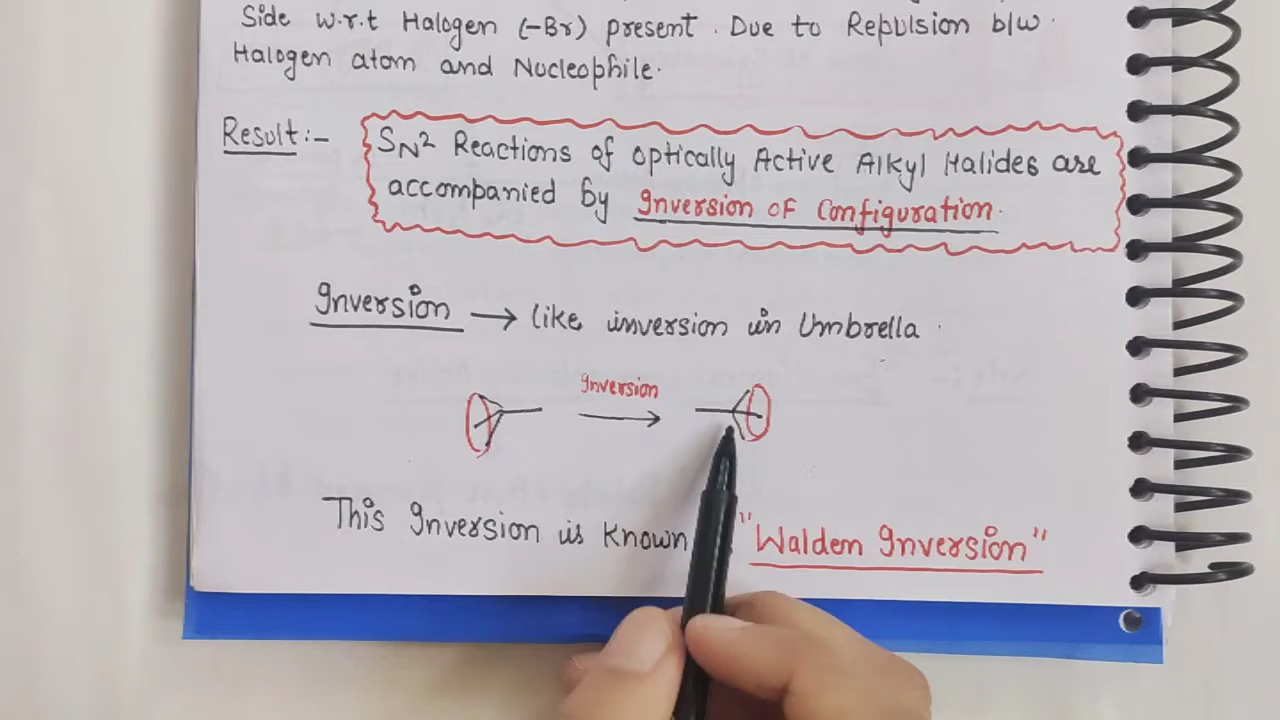 Side w.r.t Halogen (-Br) present. Due to Repulsion b/w
Halogen atom and Nucleophile.
Result:-
SN2 Reactions of optically Active Alkyl Halides are
accompanied by Inversion of Configuration.
Inversion → like inversion in Umbrella.
Inversion
This Inversion is Known
"Walden Inversion"